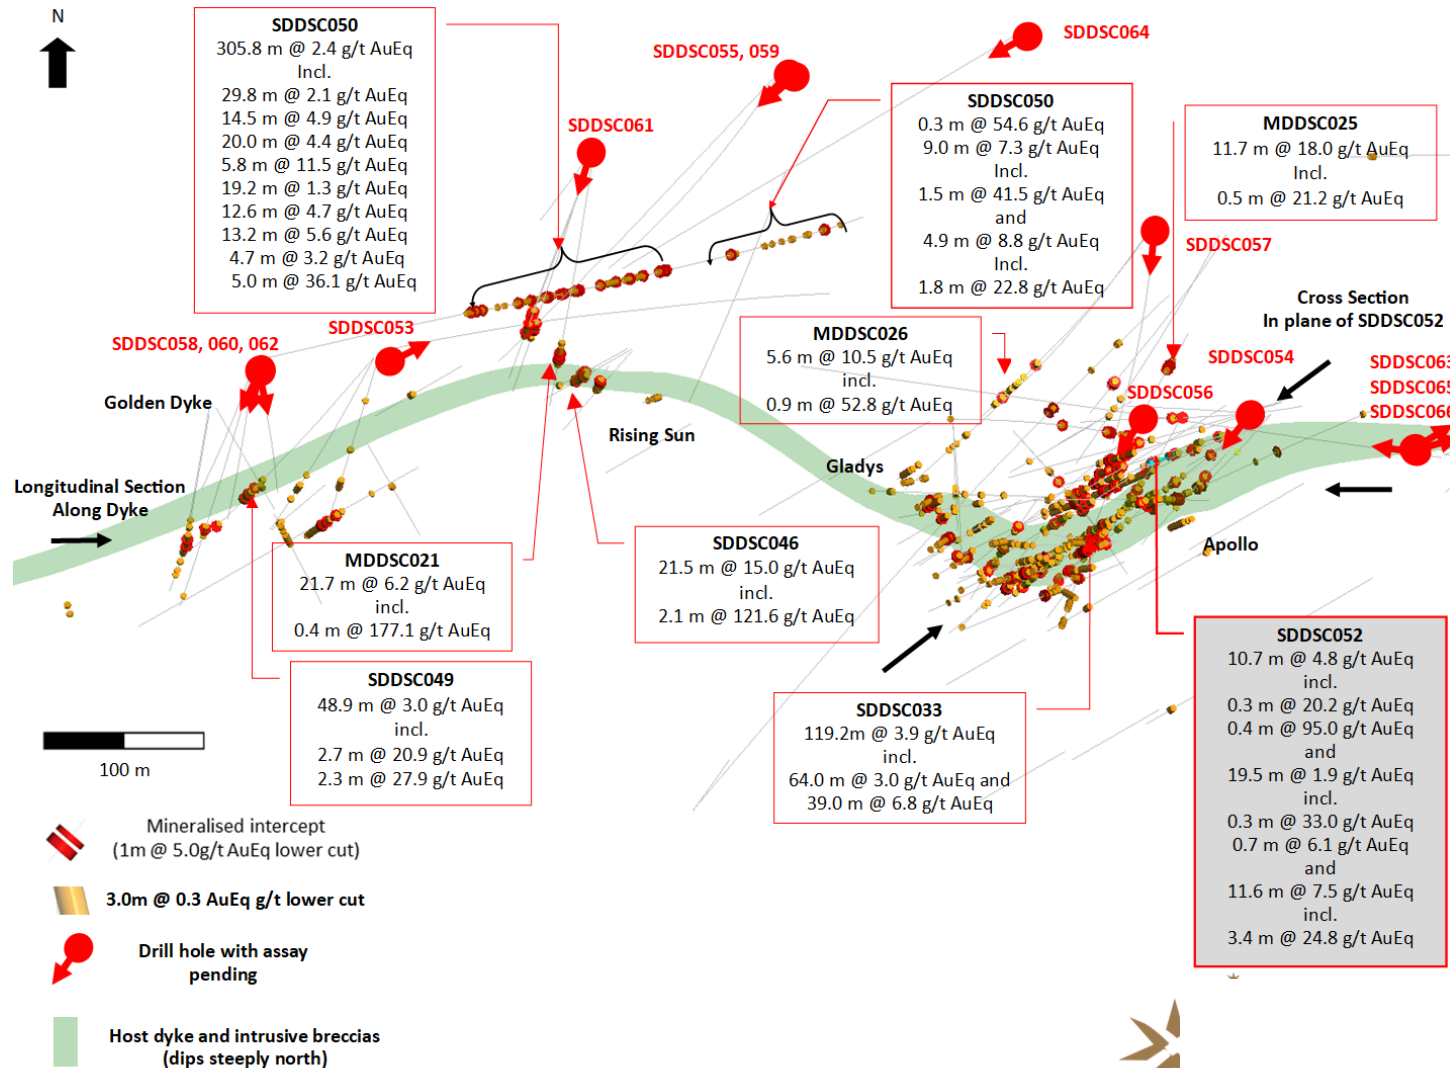 N
SDDSC050
305.8 m @ 2.4 g/t AuEq
Incl.
29.8 m @ 2.1 g/t AuEq
14.5 m @ 4.9 g/t AuEq
20.0 m @ 4.4 g/t AuEq
5.8 m @ 11.5 g/t AuEq
19.2 m @ 1.3 g/t AuEq
12.6 m @ 4.7 g/t AuEq
13.2 m @ 5.6 g/t AuEq
4.7 m @ 3.2 g/t AuEq
5.0 m @ 36.1 g/t AuEq
SDDSC055, 059
SDDSC064
SDDSC061
SDDSC050
0.3 m @ 54.6 g/t AuEq
9.0 m @ 7.3 g/t AuEq
Incl.
1.5 m @ 41.5 g/t AuEq
and
4.9 m @ 8.8 g/t AuEq
Incl.
1.8 m @ 22.8 g/t AuEq
MDDSC025
11.7 m @ 18.0 g/t AuEq
Incl.
0.5 m @ 21.2 g/t AuEq
SDDSC057
Cross Section
In plane of SDDSC052
SDDSC058, 060, 062
SDDSC053
MDDSC026
5.6 m @ 10.5 g/t AuEq
incl.
0.9 m @ 52.8 g/t AuEq
SDDSC054
SDDSC063
SDDSC065
SDDSC066
SDDSC056
Golden Dyke
Rising Sun
Gladys
Longitudinal Section
Along Dyke
Apollo
MDDSC021
21.7 m @ 6.2 g/t AuEq
incl.
0.4 m @ 177.1 g/t AuEq
SDDSC046
21.5 m @ 15.0 g/t AuEq
incl.
2.1 m @ 121.6 g/t AuEq
SDDSC049
48.9 m @ 3.0 g/t AuEq
incl.
2.7 m @ 20.9 g/t AuEq
2.3 m @ 27.9 g/t AuEq
SDDSC033
119.2m @ 3.9 g/t AuEq
incl.
64.0 m @ 3.0 g/t AuEq and
39.0 m @ 6.8 g/t AuEq
SDDSC052
10.7 m @ 4.8 g/t AuEq
incl.
0.3 m @ 20.2 g/t AuEq
0.4 m @ 95.0 g/t AuEq
and
19.5 m @ 1.9 g/t AuEq
incl.
0.3 m @ 33.0 g/t AuEq
0.7 m @ 6.1 g/t AuEq
and
11.6 m @ 7.5 g/t AuEq
incl.
3.4 m @ 24.8 g/t AuEq
100 m
Mineralised intercept
(1m @ 5.0g/t AuEq lower cut)
3.0m @ 0.3 AuEq g/t lower cut
Drill hole with assay
pending
Host dyke and intrusive breccias
(dips steeply north)